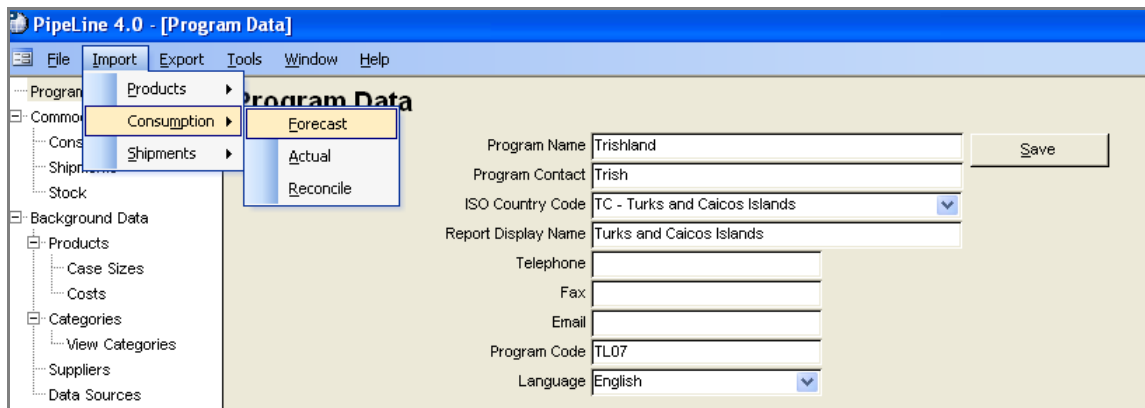 PipeLine 4.0 - [Program Data]
File Import Export Tools Window Help
Program Data
Products
Consumption
Shipments
Forecast
Actual
Reconcile
Stock
Background Data
Products
Case Sizes
Costs
Categories
View Categories
Suppliers
Data Sources
Program Name Trishland
Save
Program Contact Trish
ISO Country Code TC - Turks and Caicos Islands
Report Display Name Turks and Caicos Islands
Telephone
Fax
Email
Program Code TL07
Language English